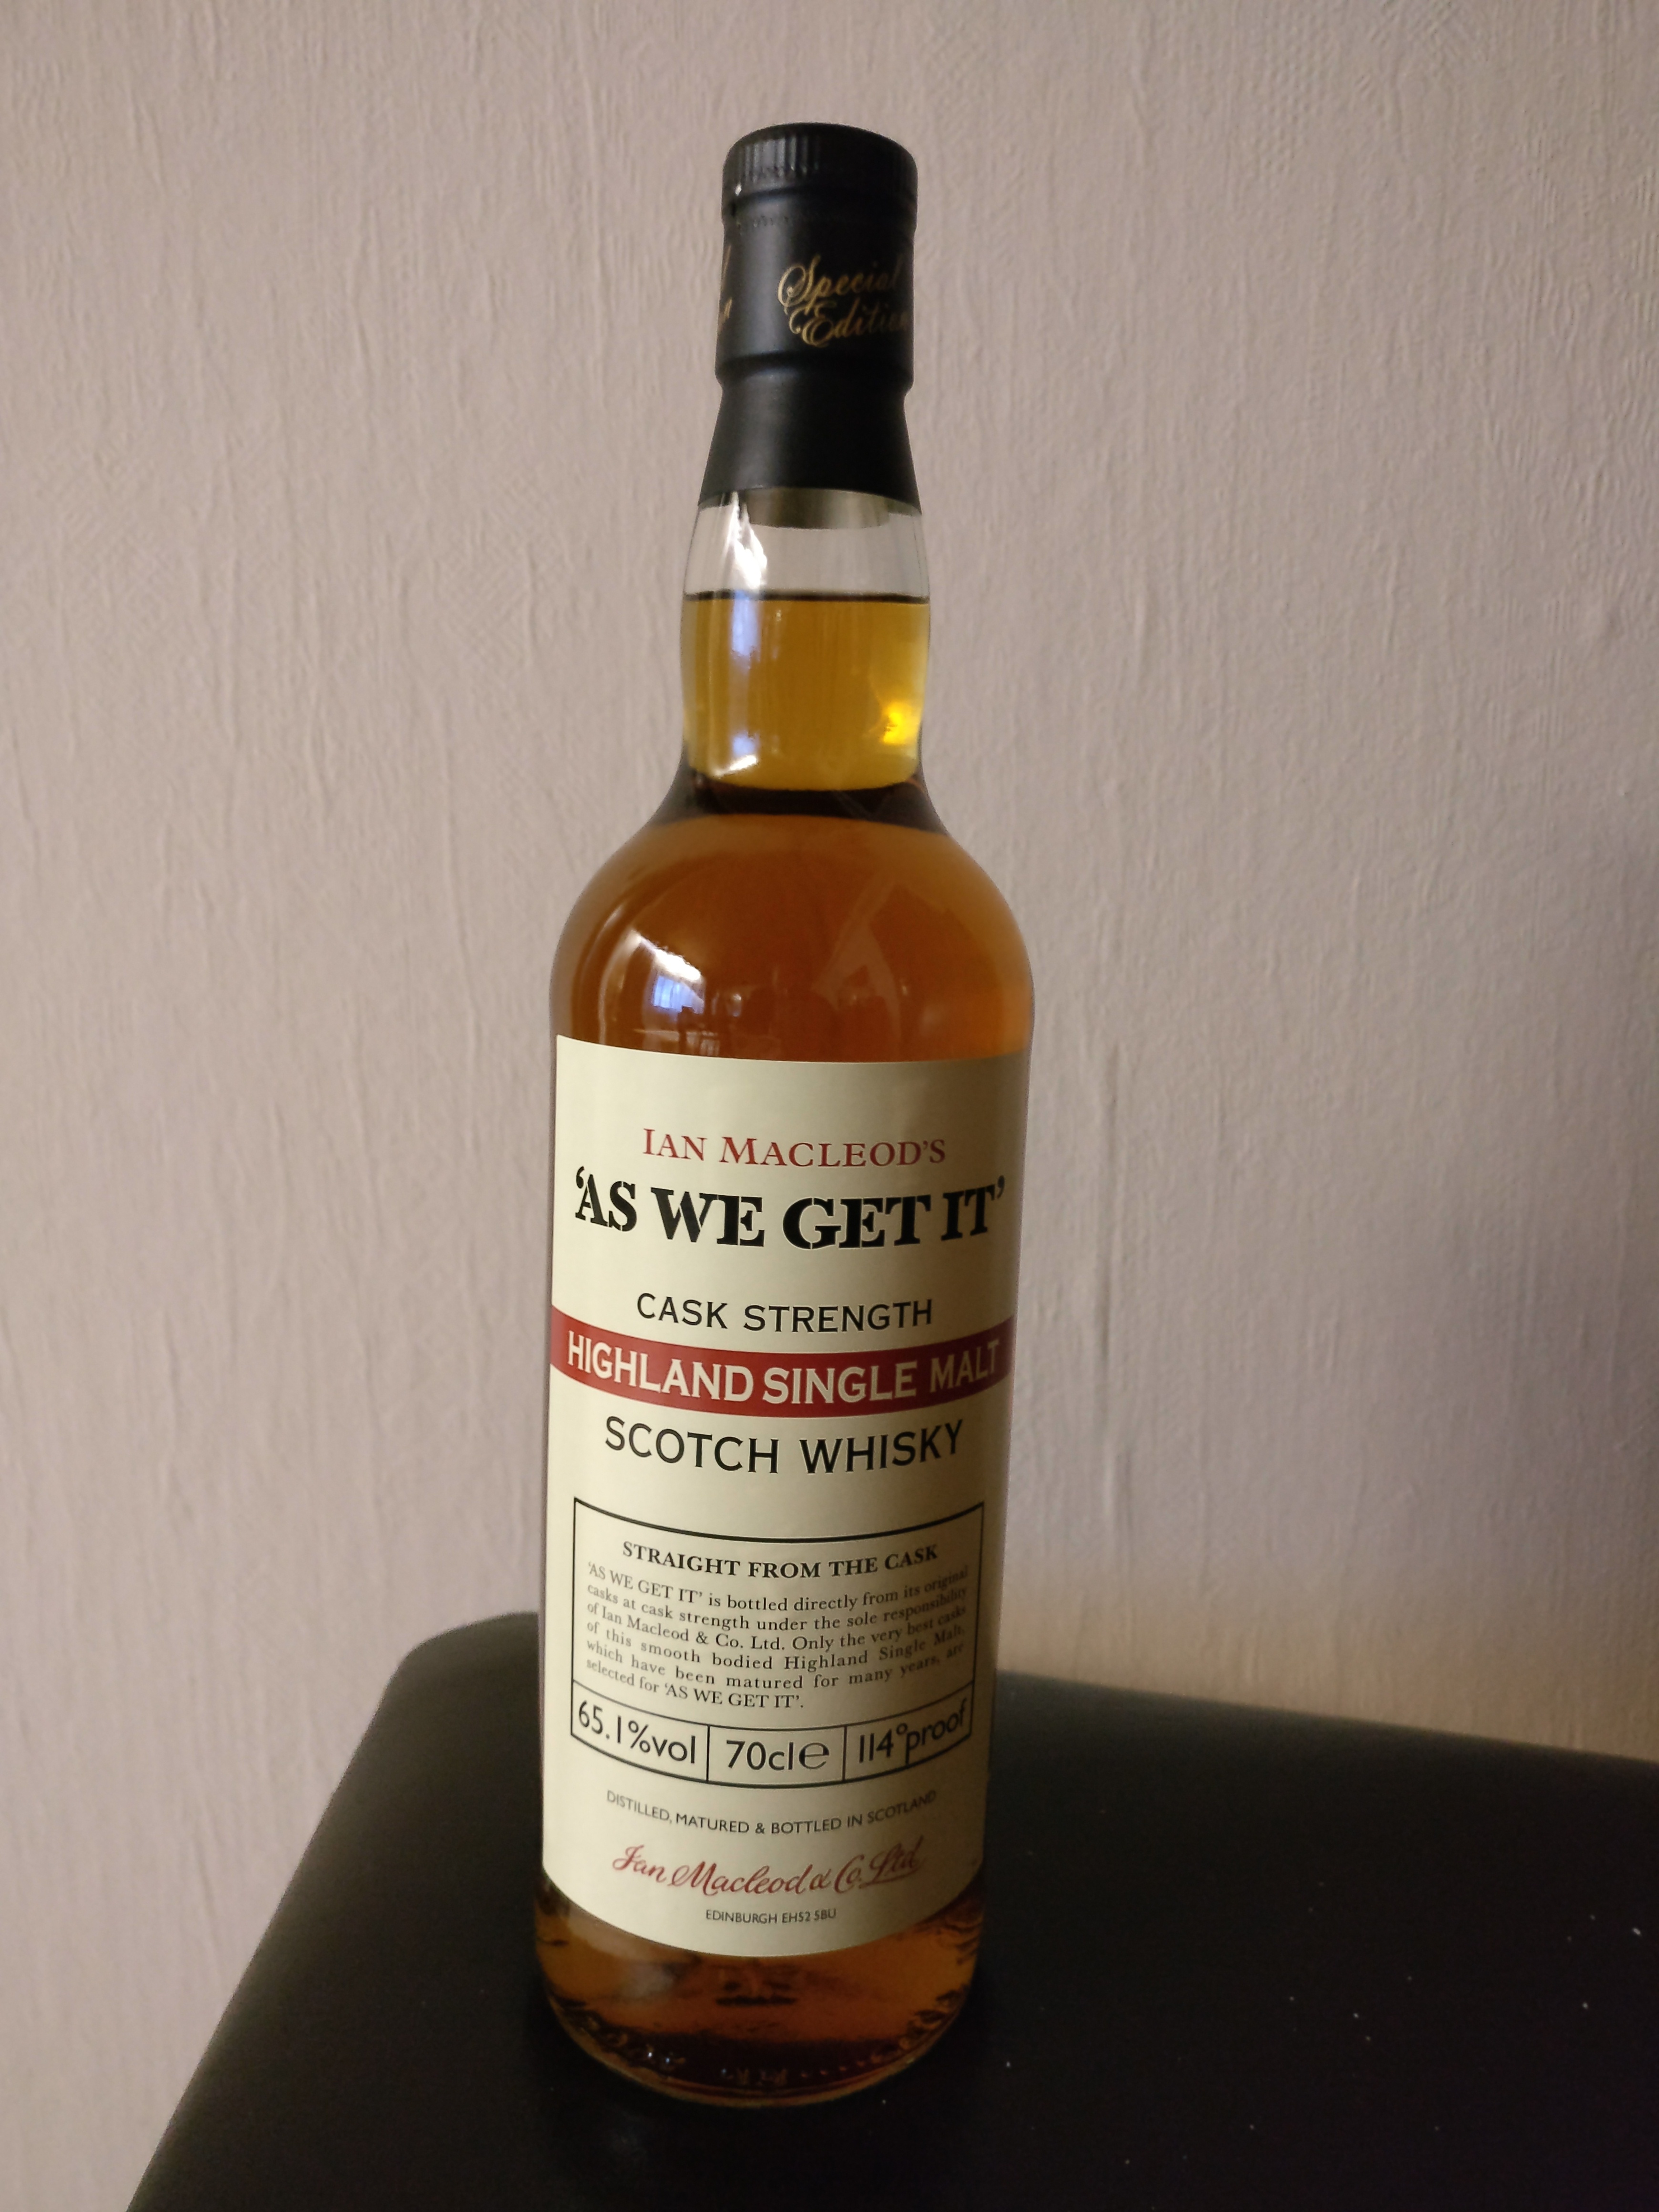 Special
Edition
IAN MACLEOD'S
'AS WE GET IT'
CASK STRENGTH
HIGHLAND SINGLE MALT
SCOTCH WHISKY
STRAIGHT FROM THE CASK
'AS WE GET IT' is bottled directly from its original
casks at cask strength under the sole responsibility
of Ian Macleod & Co. Ltd. Only the very best casks
of this smooth bodied Highland Single Malt,
which have been matured for many years, are
selected for 'AS WE GET IT'.
65.1%vol 70cl℮ 114°proof
DISTILLED, MATURED & BOTTLED IN SCOTLAND
Ian Macleod & Co. Ltd.
EDINBURGH EH52 5BU